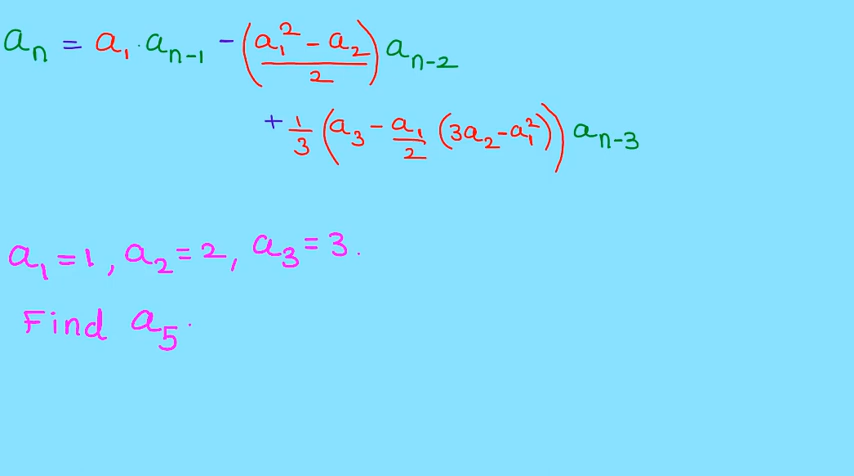 aₙ = a₁·aₙ₋₁ - ((a₁² - a₂)/2) aₙ₋₂
+ 1/3 (a₃ - a₁/2 (3a₂ - a₁²)) aₙ₋₃
a₁ = 1, a₂ = 2, a₃ = 3.
Find a₅.